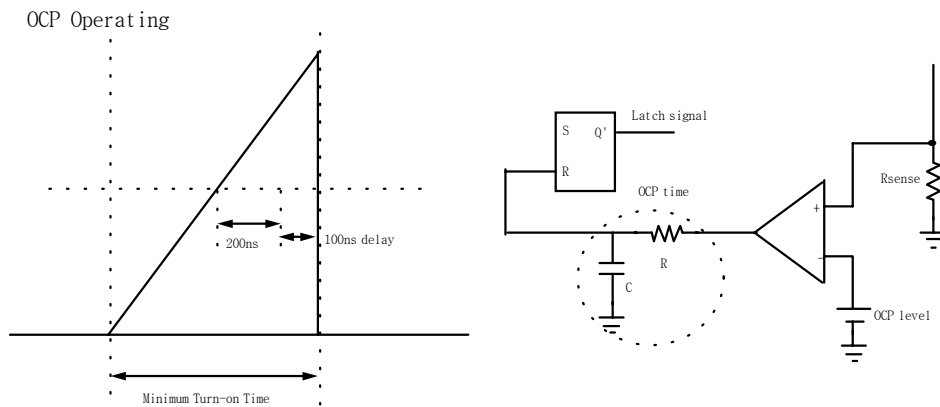 OCP Operating
200ns
100ns delay
Minimum Turn-on Time
S Q'
R
Latch signal
OCP time
R
C
+
-
Rsense
OCP level